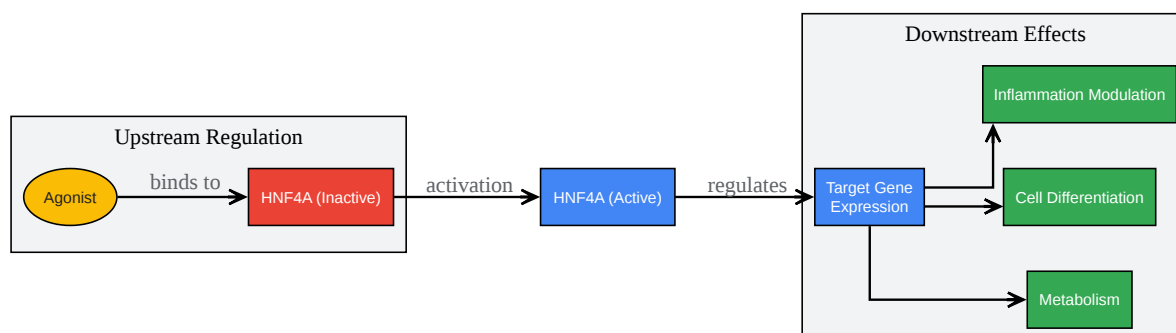 Downstream Effects
Inflammation Modulation
Upstream Regulation
Agonist
binds to
HNF4A (Inactive)
activation
HNF4A (Active)
regulates
Target Gene
Expression
Cell Differentiation
Metabolism